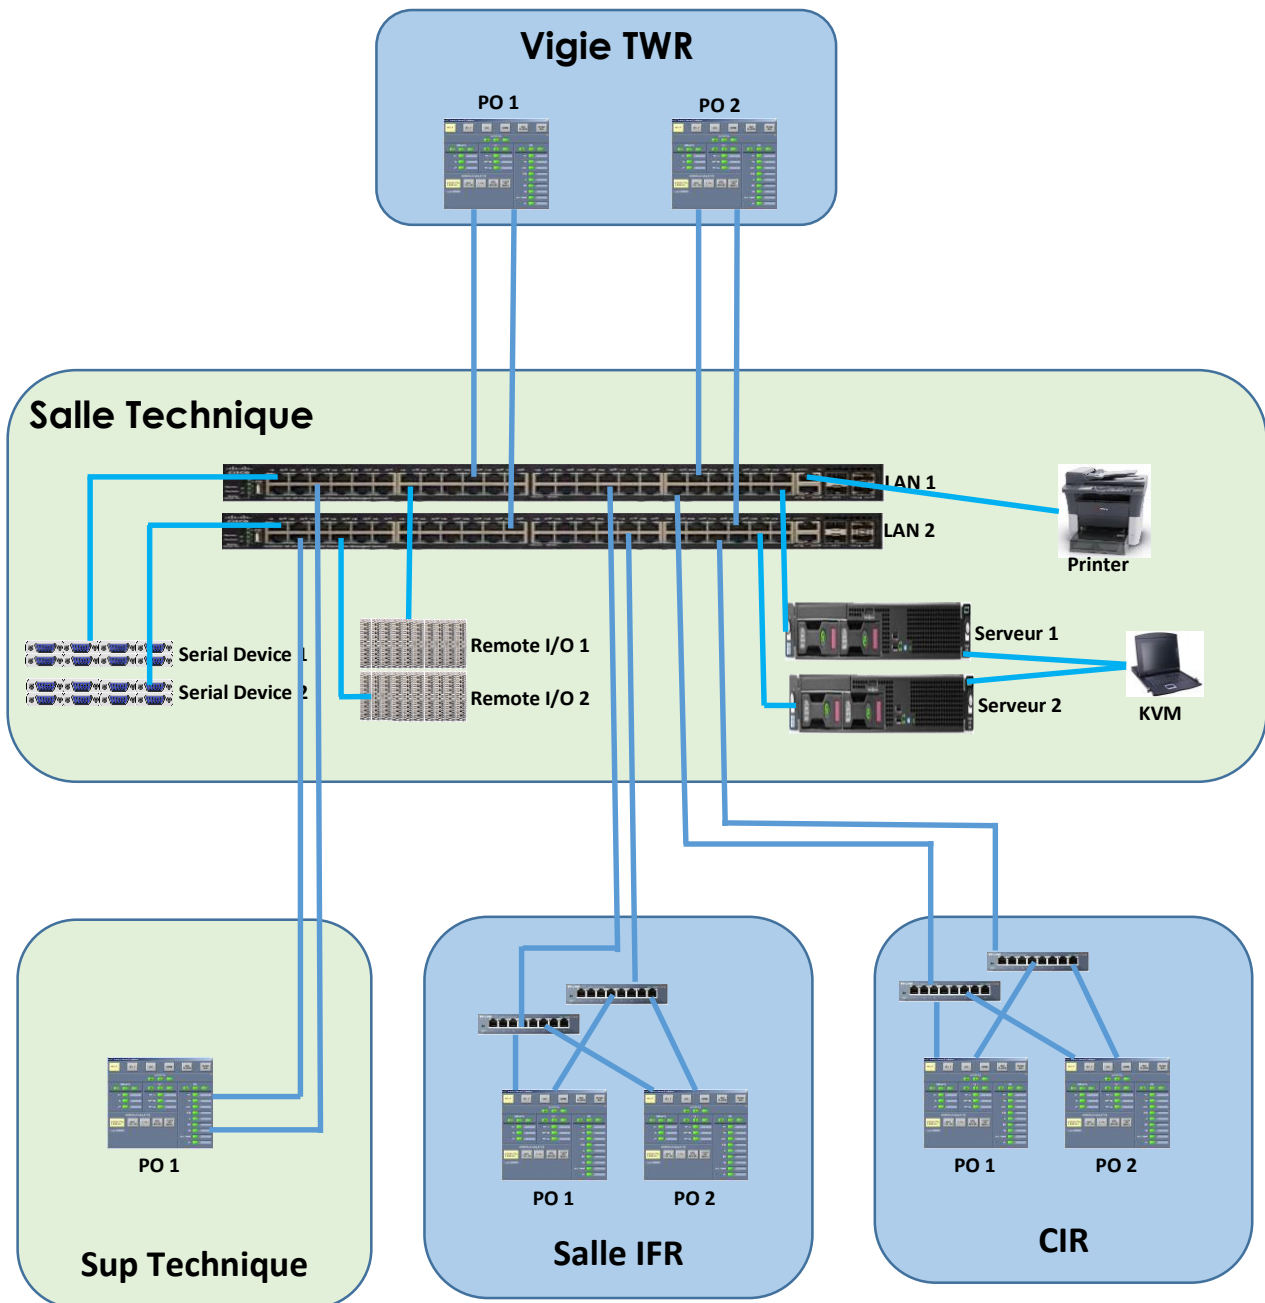 Vigie TWR
PO 1
PO 2
Salle Technique
LAN 1
LAN 2
Printer
Serial Device 1
Serial Device 2
Remote I/O 1
Remote I/O 2
Serveur 1
Serveur 2
KVM
PO 1
Sup Technique
PO 1
PO 2
Salle IFR
PO 1
PO 2
CIR